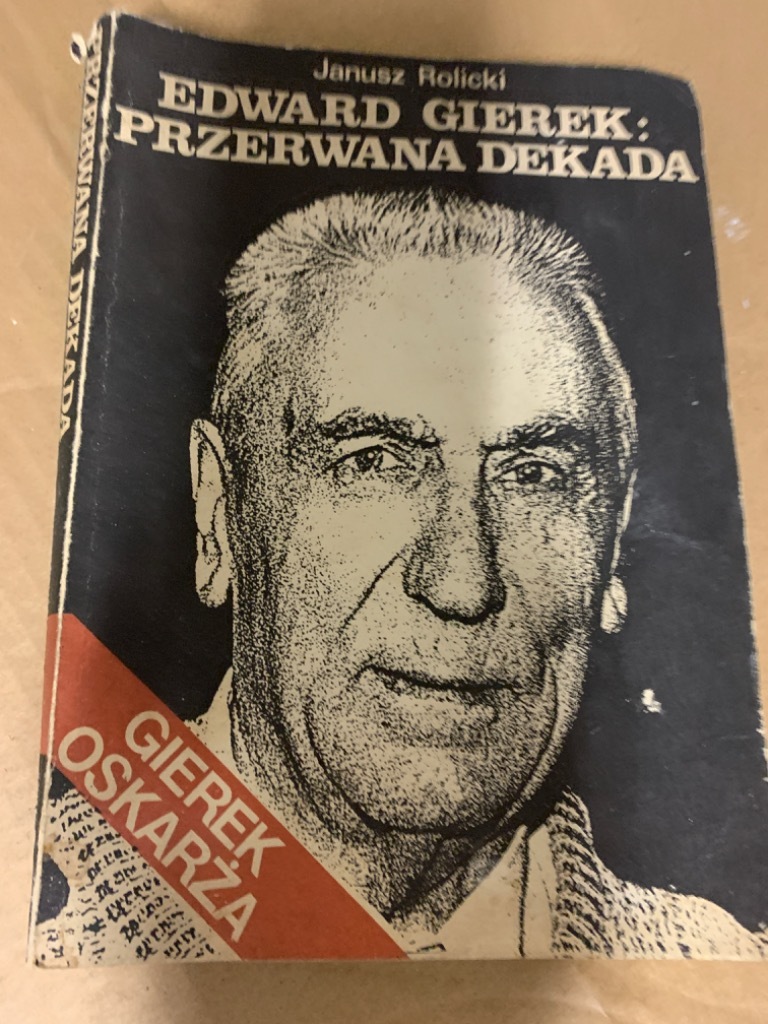 Janusz Rolicki
EDWARD GIEREK:
PRZERWANA DEKADA
GIEREK
OSKARŻA
PRZERWANA DEKADA